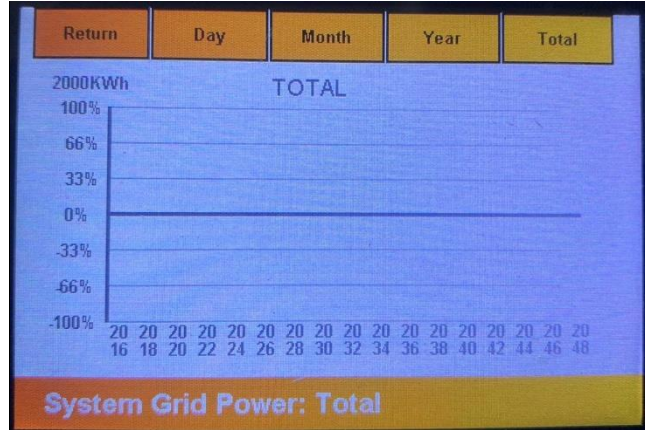 Return Day Month Year Total
2000KWh
TOTAL
100%
66%
33%
0%
-33%
-66%
-100%
20 20 20 20 20 20 20 20 20 20 20 20 20 20 20 20 20
16 18 20 22 24 26 28 30 32 34 36 38 40 42 44 46 48
System Grid Power: Total